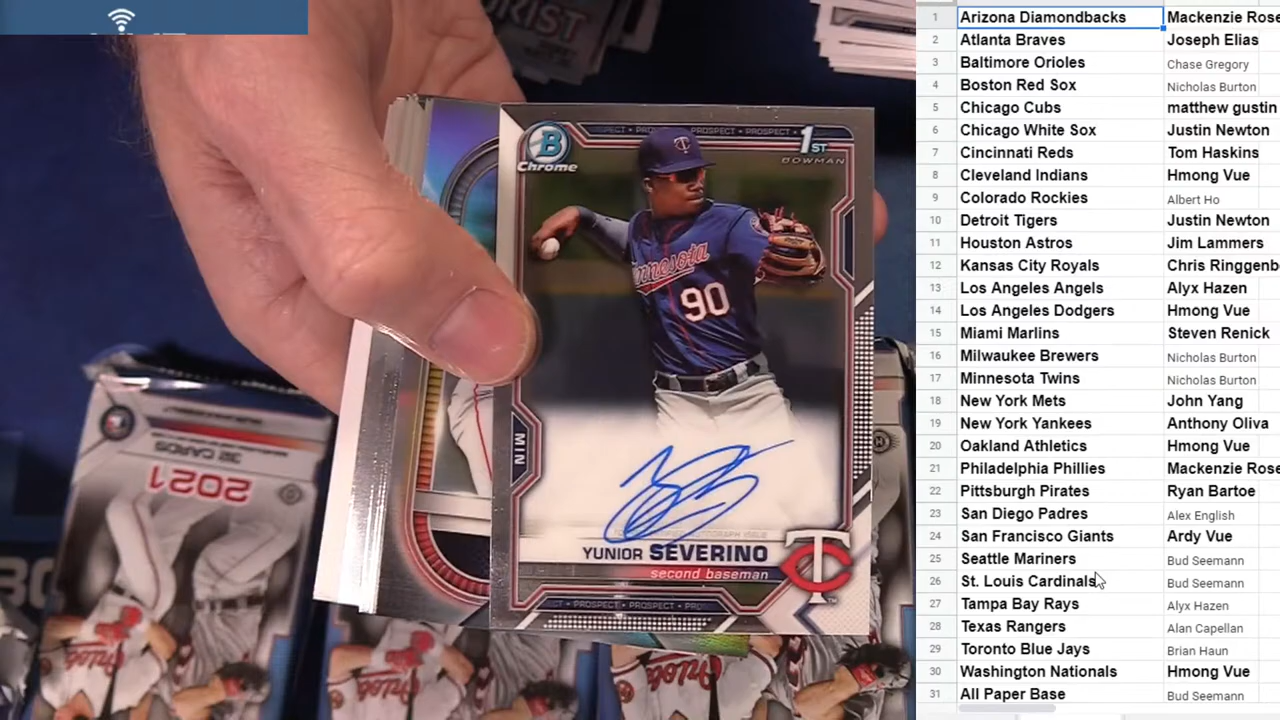 B
Chrome
PROSPECT • PROSPECT
1ST
BOWMAN
Minnesota
90
MIN
YUNIOR SEVERINO
second baseman
PROSPECT • PROSPECT
T
2021
32 CARDS
1 Arizona Diamondbacks Mackenzie Rose
2 Atlanta Braves Joseph Elias
3 Baltimore Orioles Chase Gregory
4 Boston Red Sox Nicholas Burton
5 Chicago Cubs matthew gustin
6 Chicago White Sox Justin Newton
7 Cincinnati Reds Tom Haskins
8 Cleveland Indians Hmong Vue
9 Colorado Rockies Albert Ho
10 Detroit Tigers Justin Newton
11 Houston Astros Jim Lammers
12 Kansas City Royals Chris Ringgenb
13 Los Angeles Angels Alyx Hazen
14 Los Angeles Dodgers Hmong Vue
15 Miami Marlins Steven Renick
16 Milwaukee Brewers Nicholas Burton
17 Minnesota Twins Nicholas Burton
18 New York Mets John Yang
19 New York Yankees Anthony Oliva
20 Oakland Athletics Hmong Vue
21 Philadelphia Phillies Mackenzie Rose
22 Pittsburgh Pirates Ryan Bartoe
23 San Diego Padres Alex English
24 San Francisco Giants Ardy Vue
25 Seattle Mariners Bud Seemann
26 St. Louis Cardinals Bud Seemann
27 Tampa Bay Rays Alyx Hazen
28 Texas Rangers Alan Capellan
29 Toronto Blue Jays Brian Haun
30 Washington Nationals Hmong Vue
31 All Paper Base Bud Seemann